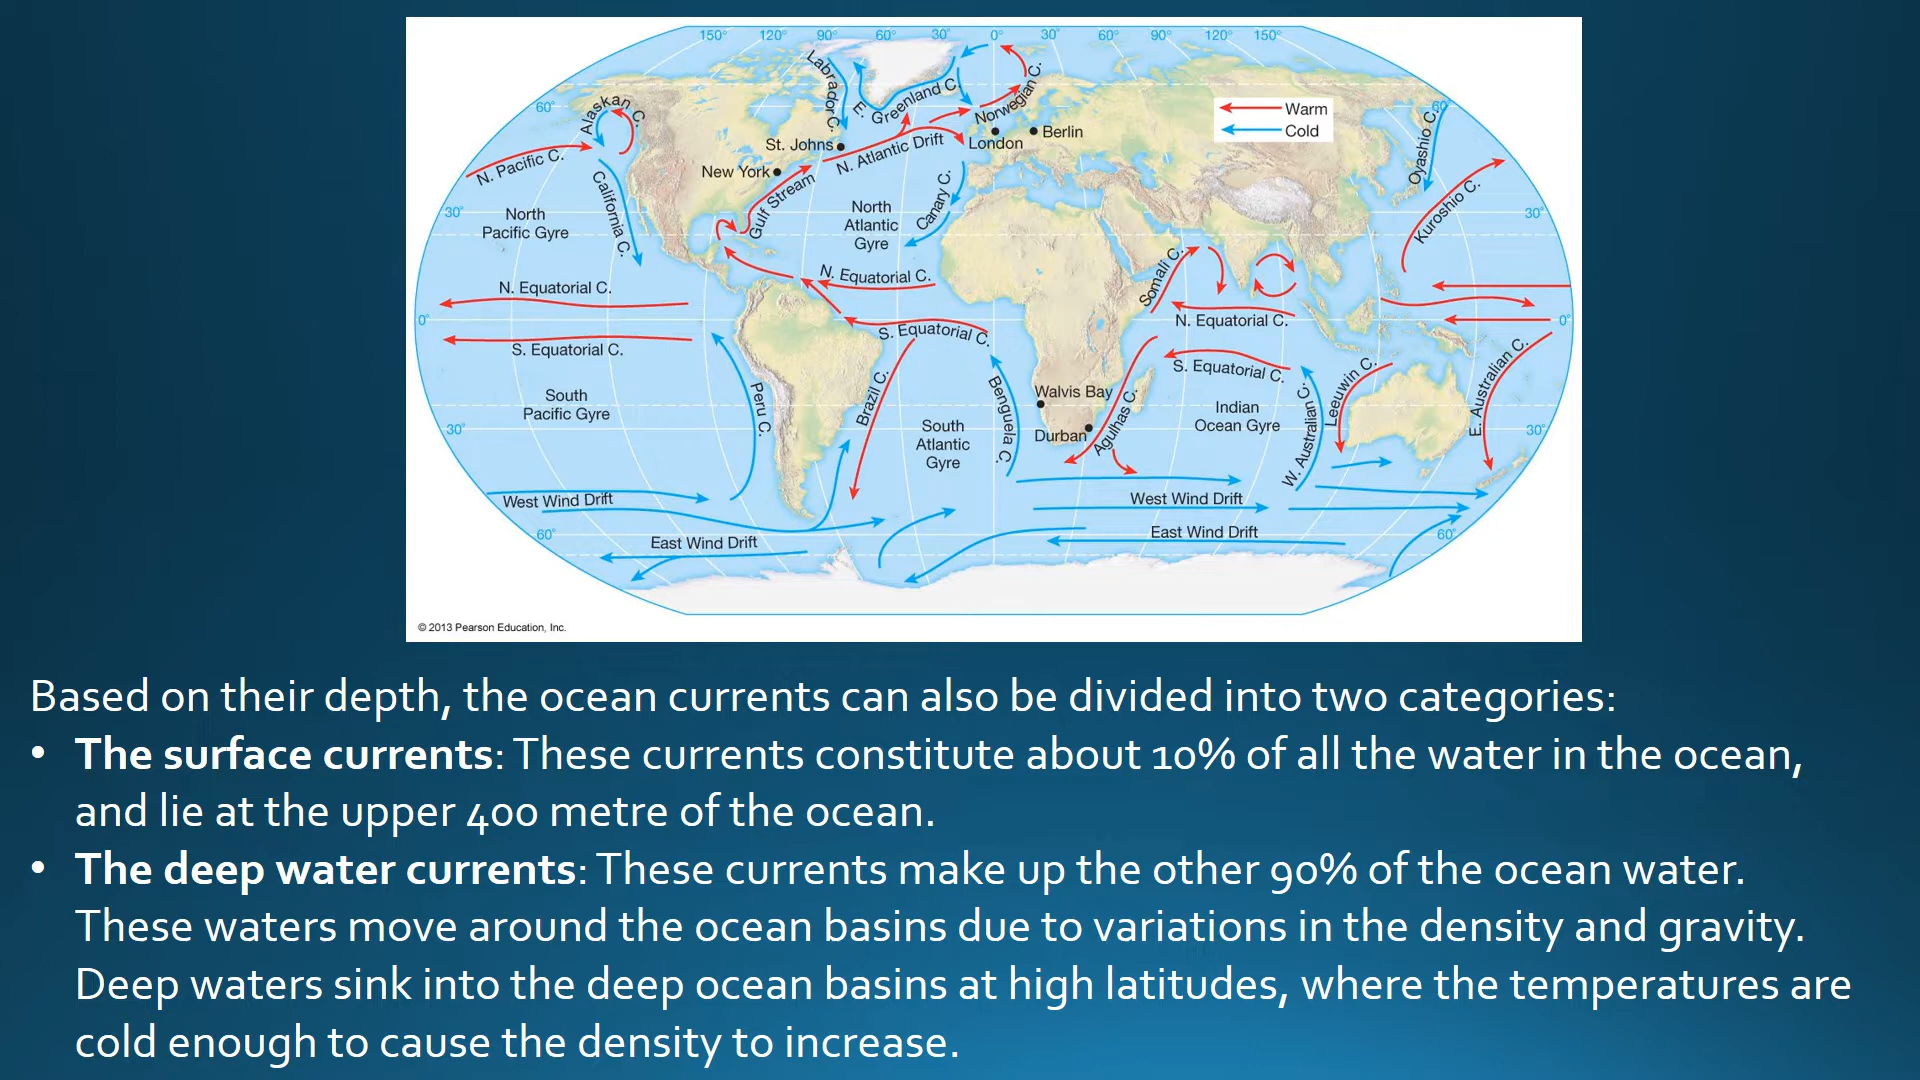 150° 120° 90° 60° 30° 0° 30° 60° 90° 120° 150°
Labrador C.
E. Greenland C.
Norwegian C.
60°
Alaskan C.
Warm
Cold
60°
Oyashio C.
St. Johns
N. Atlantic Drift
London
Berlin
N. Pacific C.
New York
Gulf Stream
California C.
Canary C.
Kuroshio C.
30°
North
Pacific Gyre
North
Atlantic
Gyre
30°
Somali C.
N. Equatorial C.
N. Equatorial C.
N. Equatorial C.
0°
0°
S. Equatorial C.
S. Equatorial C.
S. Equatorial C.
South
Pacific Gyre
Peru C.
Brazil C.
Benguela C.
Walvis Bay
Durban
Agulhas C.
Indian
Ocean Gyre
W. Australian C.
Leeuwin C.
E. Australian C.
30°
South
Atlantic
Gyre
30°
West Wind Drift
West Wind Drift
60°
East Wind Drift
East Wind Drift
60°
© 2013 Pearson Education, Inc.
Based on their depth, the ocean currents can also be divided into two categories:
• The surface currents: These currents constitute about 10% of all the water in the ocean,
and lie at the upper 400 metre of the ocean.
• The deep water currents: These currents make up the other 90% of the ocean water.
These waters move around the ocean basins due to variations in the density and gravity.
Deep waters sink into the deep ocean basins at high latitudes, where the temperatures are
cold enough to cause the density to increase.